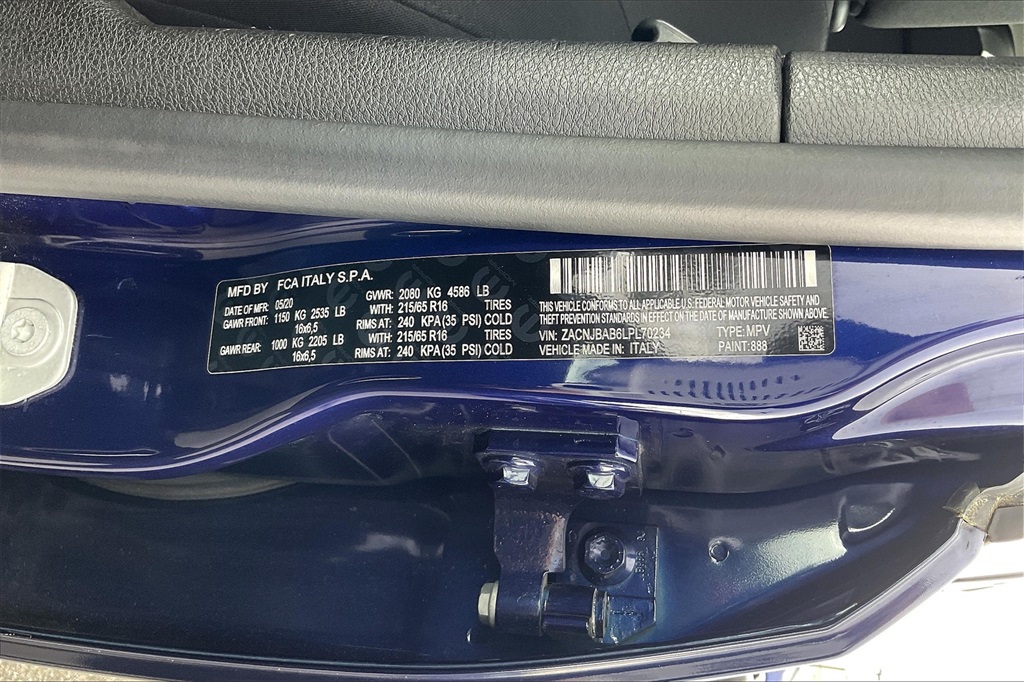 MFD BY FCA ITALY S.P.A.
DATE OF MFR: 05/20 GVWR: 2080 KG 4586 LB
GAWR FRONT: 1150 KG 2535 LB WITH: 215/65 R16 TIRES
16x6,5 RIMS AT: 240 KPA (35 PSI) COLD
GAWR REAR: 1000 KG 2205 LB WITH: 215/65 R16 TIRES
16x6,5 RIMS AT: 240 KPA (35 PSI) COLD
THIS VEHICLE CONFORMS TO ALL APPLICABLE U.S. FEDERAL MOTOR VEHICLE SAFETY AND
THEFT PREVENTION STANDARDS IN EFFECT ON THE DATE OF MANUFACTURE SHOWN ABOVE.
VIN: ZACNJBAB6LPL70234 TYPE: MPV
VEHICLE MADE IN: ITALY PAINT:888